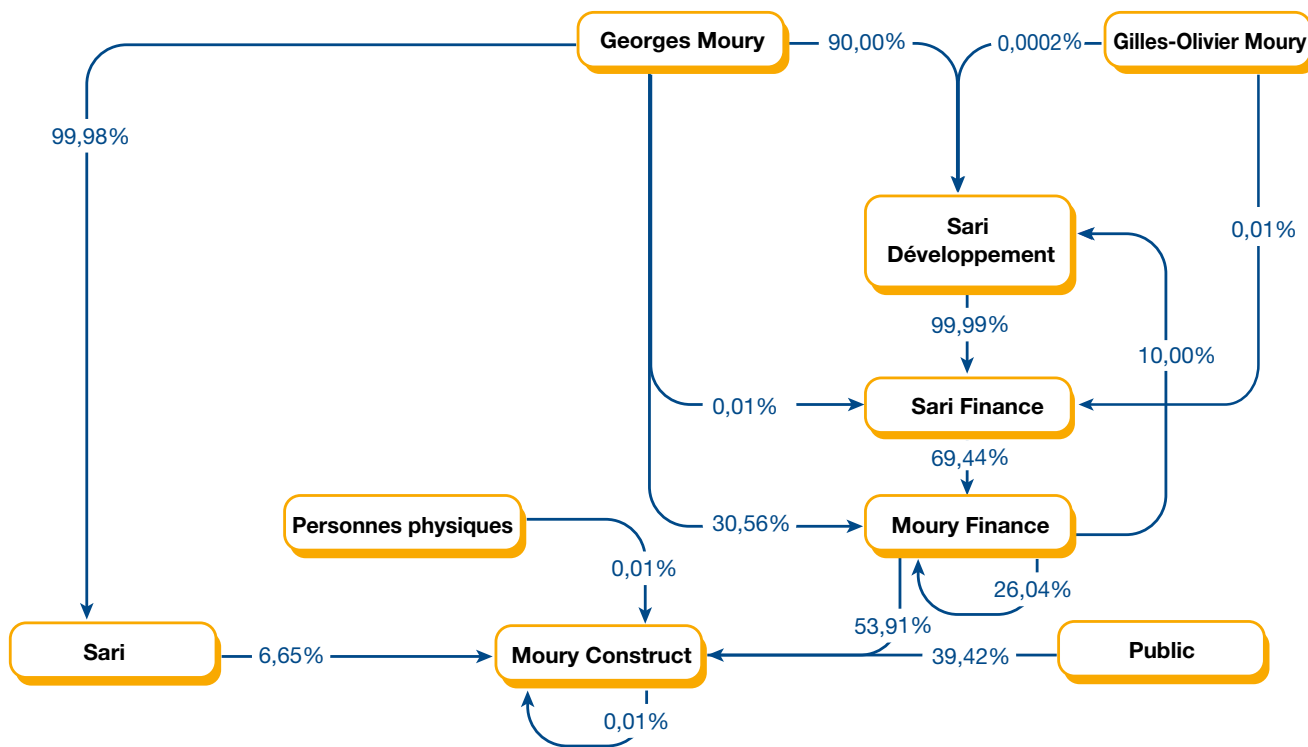 Georges Moury
90,00%
0,0002%
Gilles-Olivier Moury
99,98%
Sari
Développement
0,01%
99,99%
10,00%
0,01%
Sari Finance
69,44%
Personnes physiques
30,56%
Moury Finance
0,01%
26,04%
53,91%
Sari
6,65%
Moury Construct
39,42%
Public
0,01%